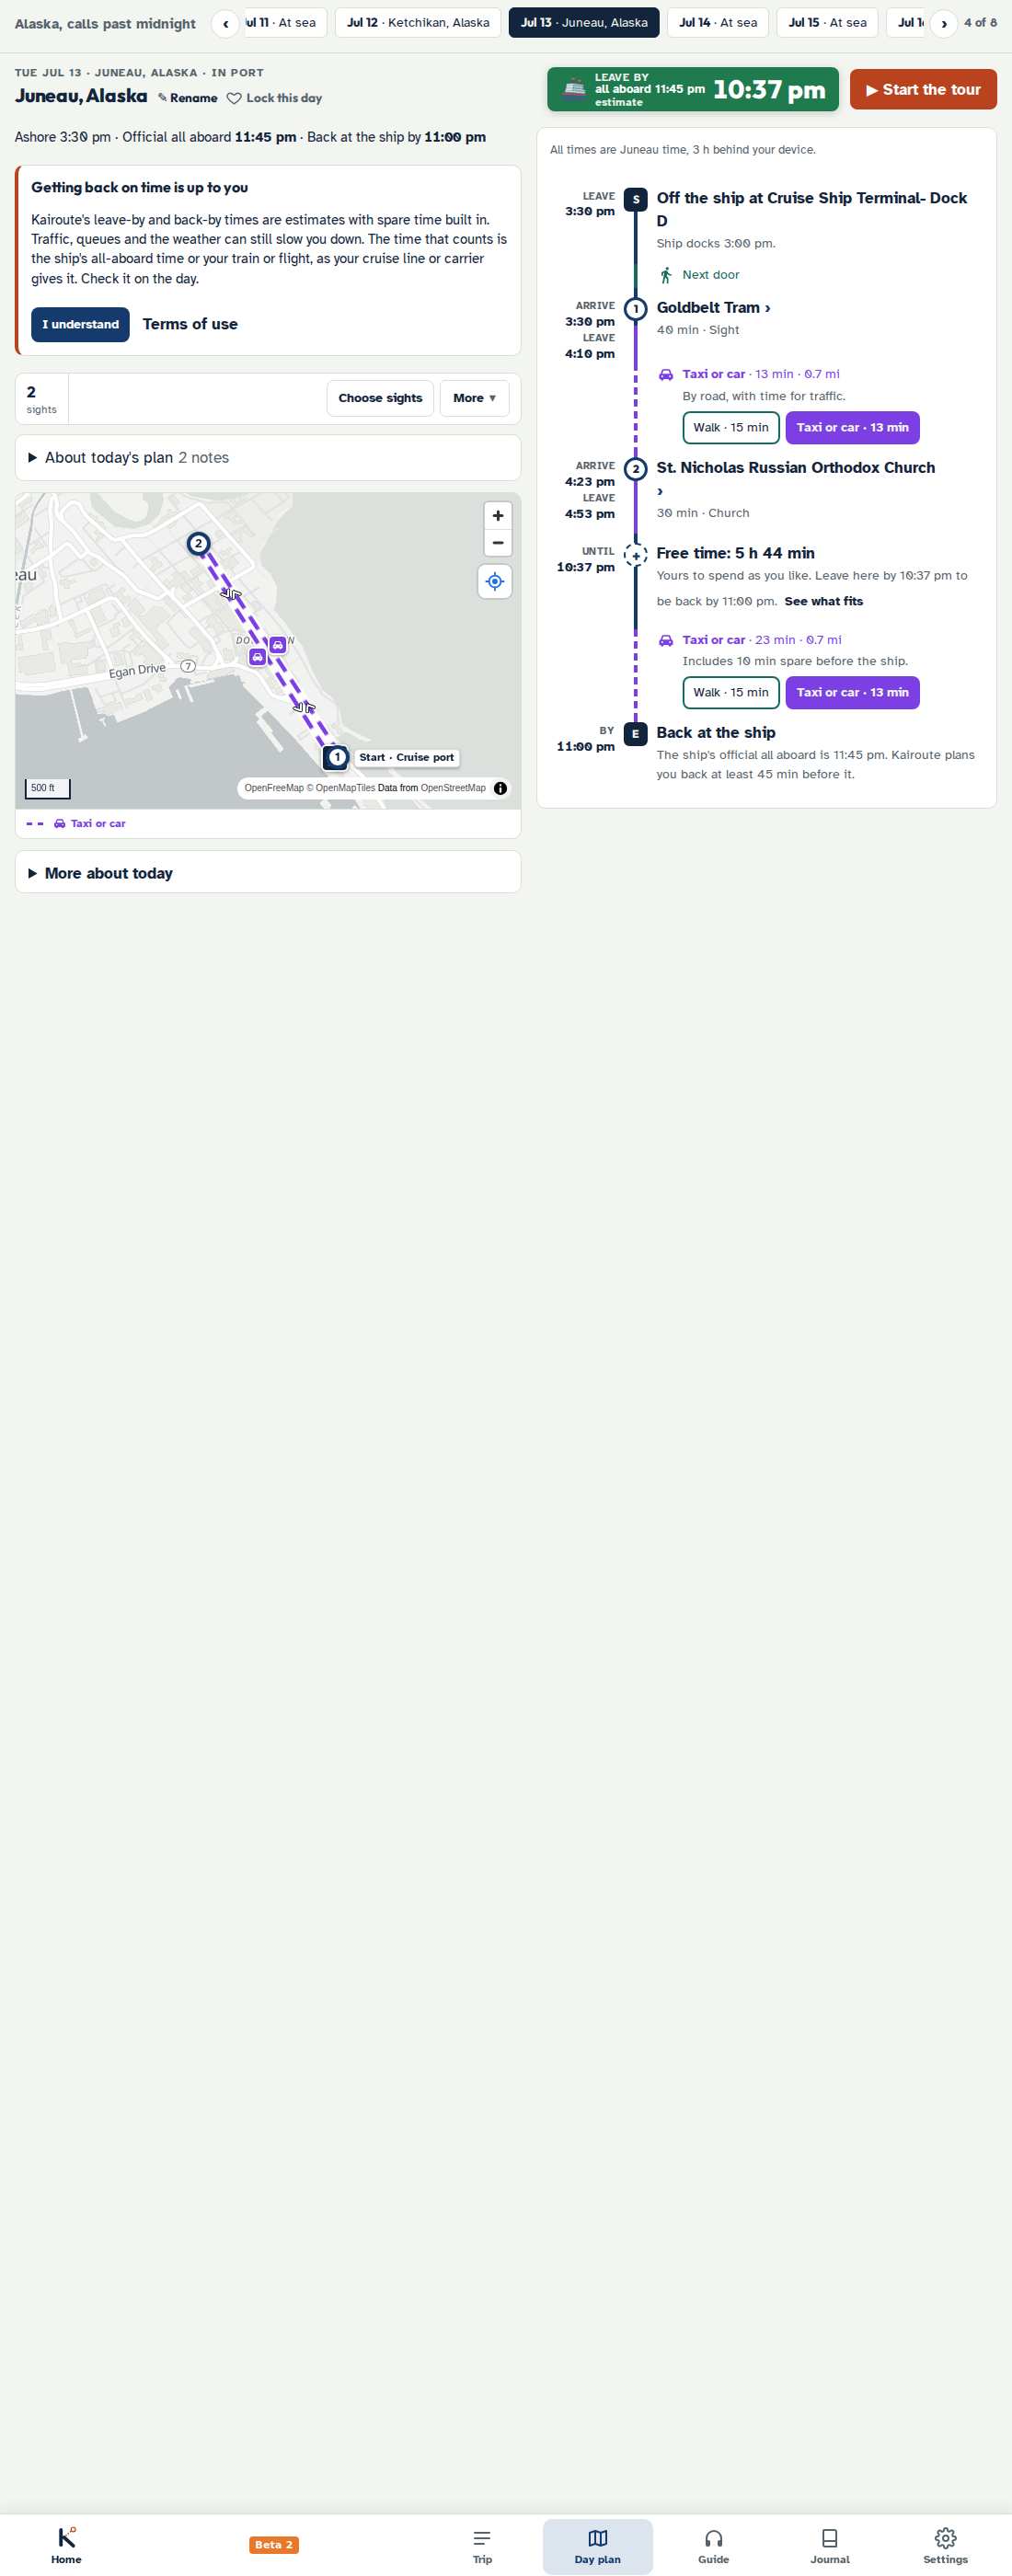 Alaska, calls past midnight
‹
Jul 11 · At sea
Jul 12 · Ketchikan, Alaska
Jul 13 · Juneau, Alaska
Jul 14 · At sea
Jul 15 · At sea
›
4 of 8
TUE JUL 13 · JUNEAU, ALASKA · IN PORT
Juneau, Alaska
✎ Rename
Lock this day
LEAVE BY
all aboard 11:45 pm
estimate
10:37 pm
▶ Start the tour
Ashore 3:30 pm · Official all aboard 11:45 pm · Back at the ship by 11:00 pm
Getting back on time is up to you
Kairoute's leave-by and back-by times are estimates with spare time built in.
Traffic, queues and the weather can still slow you down. The time that counts is
the ship's all-aboard time or your train or flight, as your cruise line or carrier
gives it. Check it on the day.
I understand
Terms of use
2
sights
Choose sights
More ▼
▶ About today's plan 2 notes
2
eau
Egan Drive
7
1
Start · Cruise port
+
−
500 ft
OpenFreeMap © OpenMapTiles Data from OpenStreetMap
Taxi or car
▶ More about today
All times are Juneau time, 3 h behind your device.
LEAVE
3:30 pm
S
Off the ship at Cruise Ship Terminal- Dock
D
Ship docks 3:00 pm.
Next door
ARRIVE
3:30 pm
LEAVE
4:10 pm
1
Goldbelt Tram ›
40 min · Sight
Taxi or car · 13 min · 0.7 mi
By road, with time for traffic.
Walk · 15 min
Taxi or car · 13 min
ARRIVE
4:23 pm
LEAVE
4:53 pm
2
St. Nicholas Russian Orthodox Church
›
30 min · Church
UNTIL
10:37 pm
+
Free time: 5 h 44 min
Yours to spend as you like. Leave here by 10:37 pm to
be back by 11:00 pm. See what fits
Taxi or car · 23 min · 0.7 mi
Includes 10 min spare before the ship.
Walk · 15 min
Taxi or car · 13 min
BY
11:00 pm
E
Back at the ship
The ship's official all aboard is 11:45 pm. Kairoute plans
you back at least 45 min before it.
Home
Beta 2
Trip
Day plan
Guide
Journal
Settings